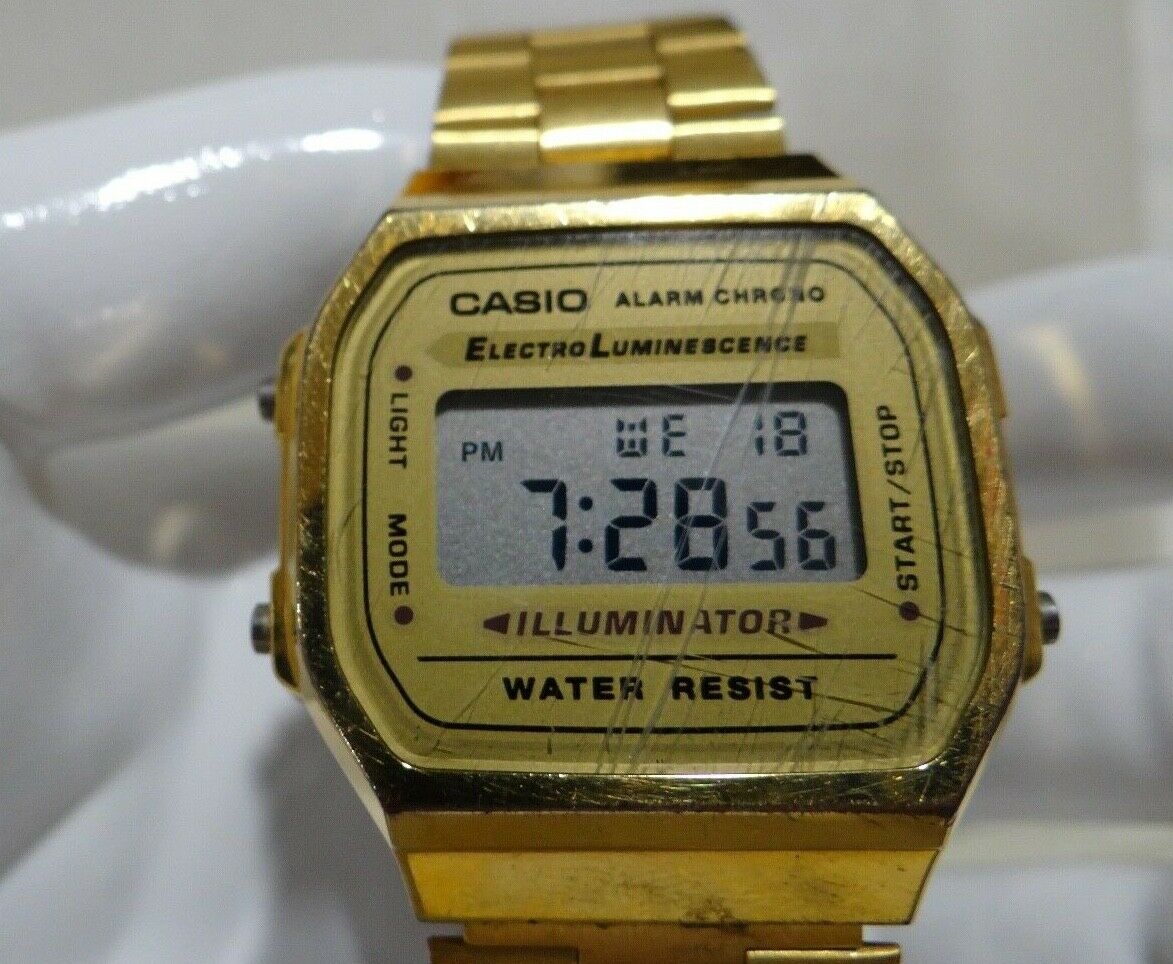 CASIO ALARM CHRONO
ELECTRO LUMINESCENCE
LIGHT
MODE
PM WE 18
7:28 56
START/STOP
ILLUMINATOR
WATER RESIST